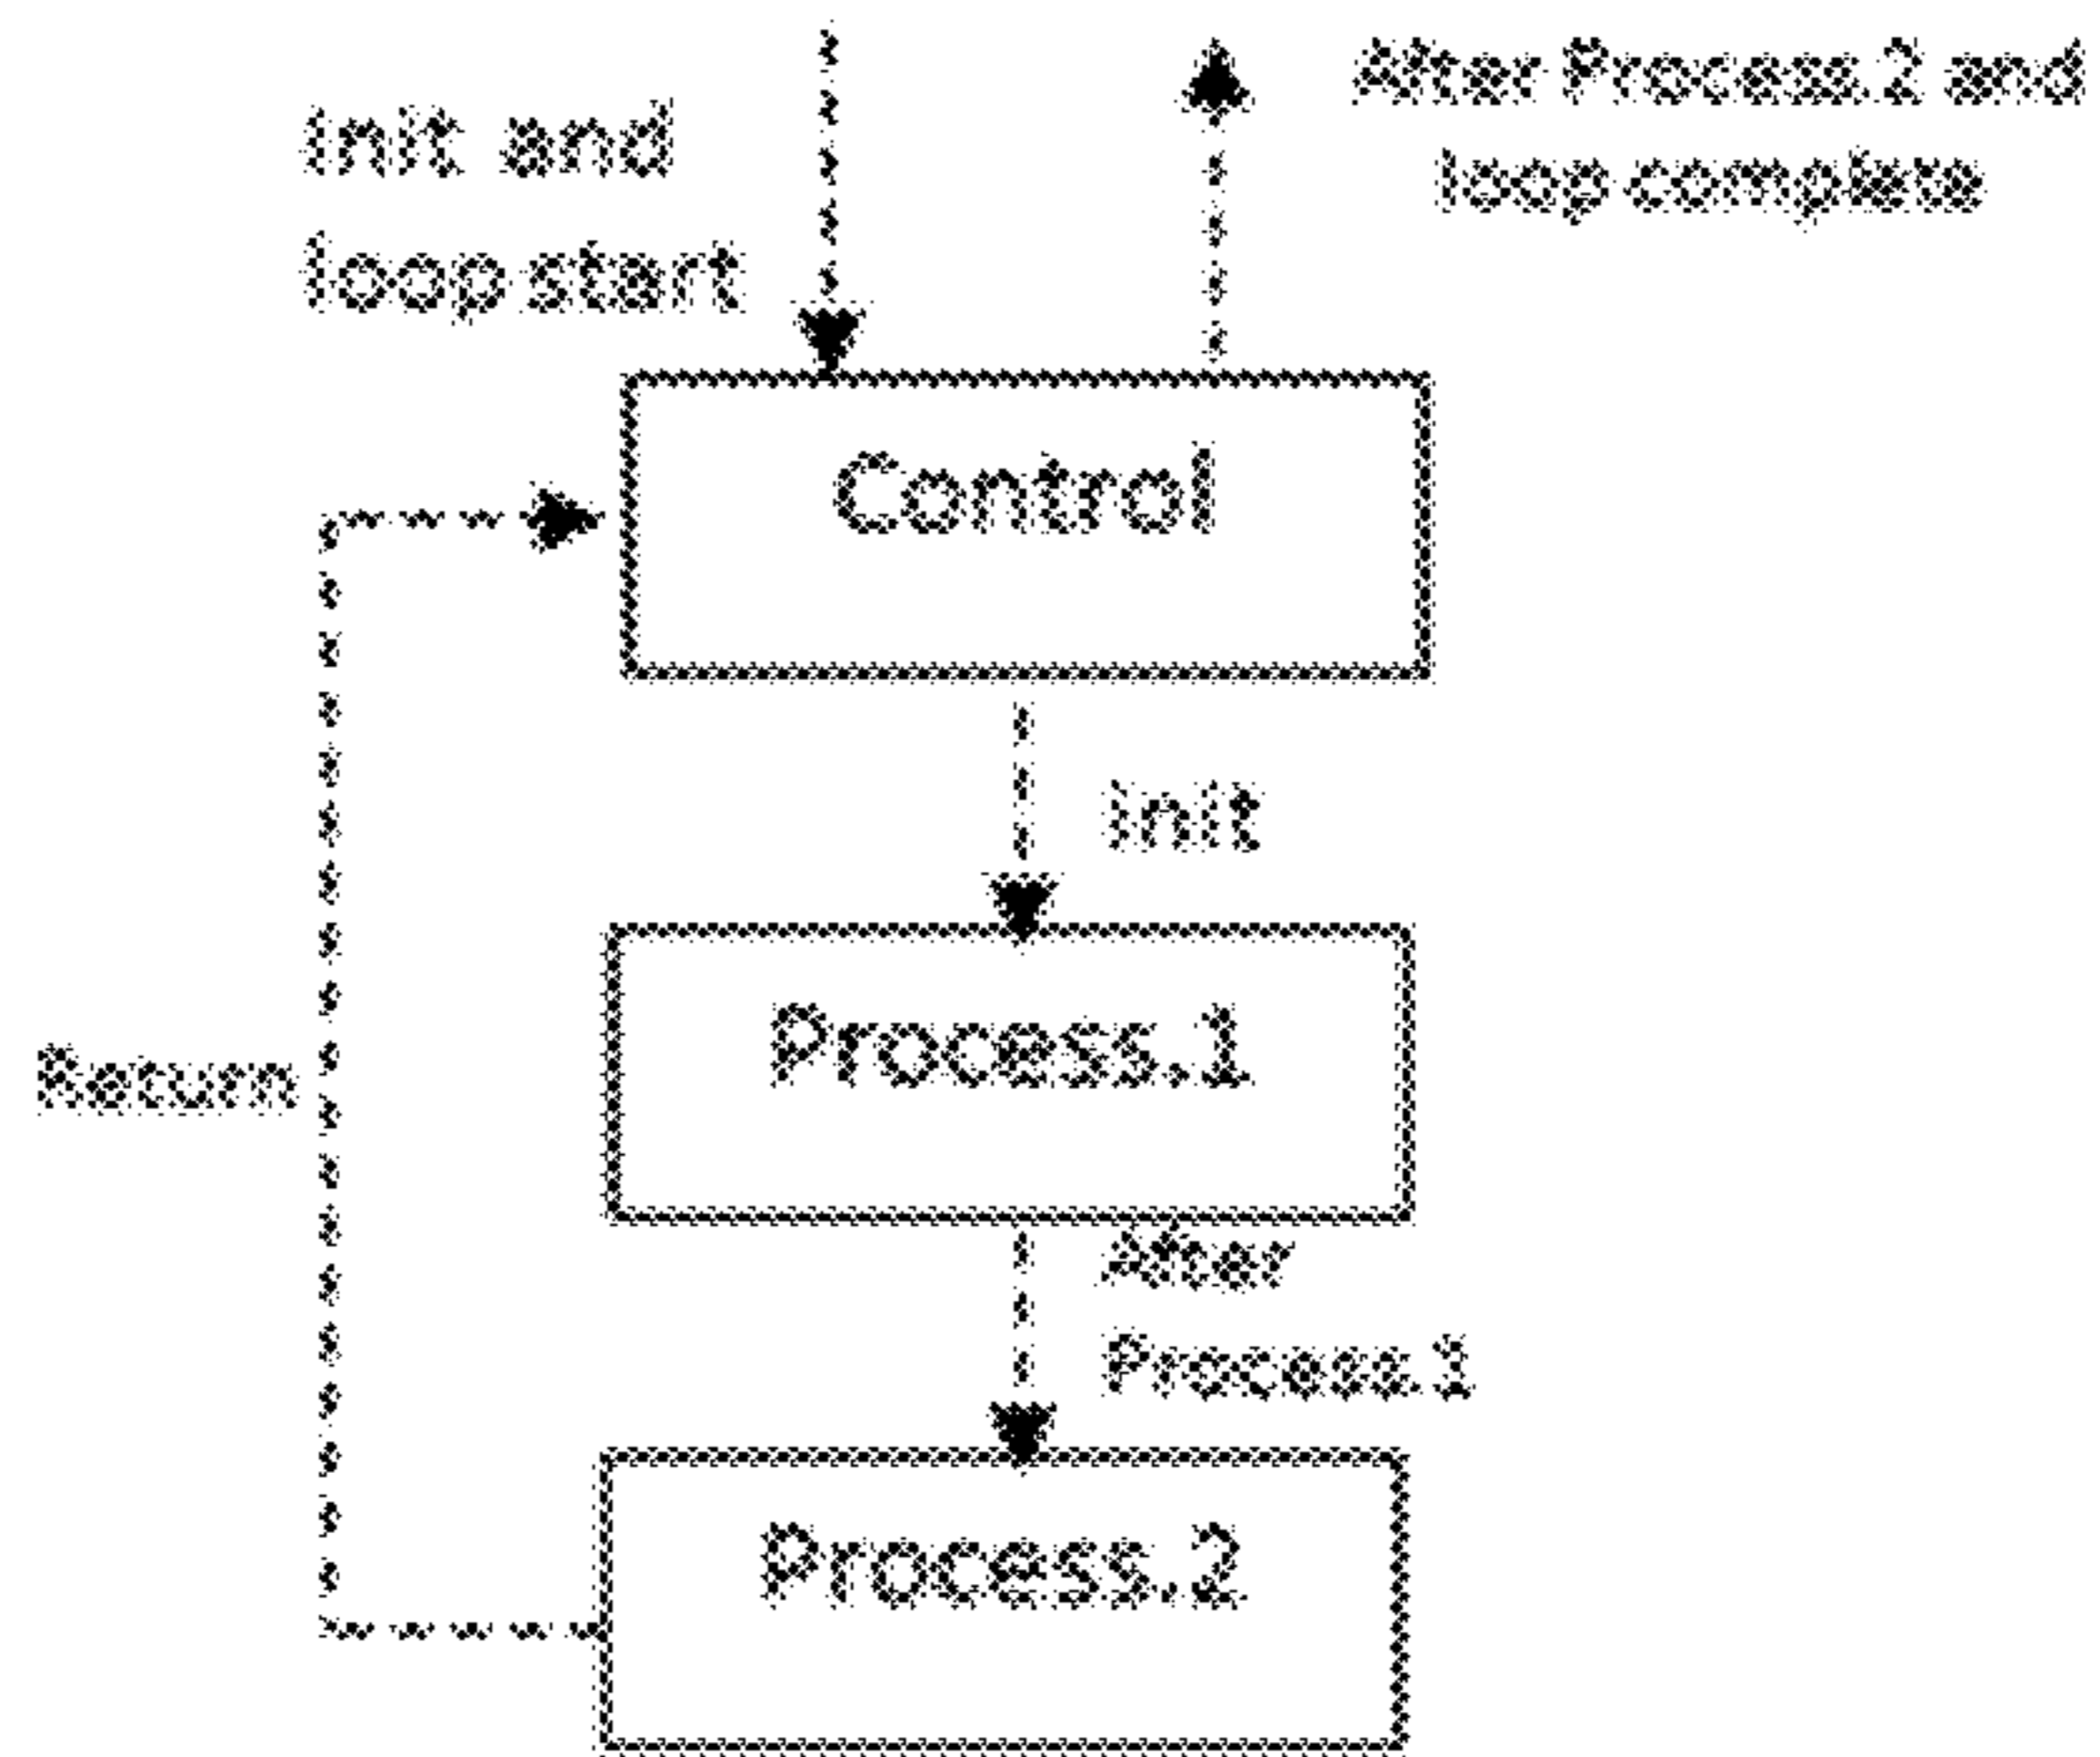 Init and
loop start
After Process.2 and
loop complete
Control
Init
Process.1
Return
After
Process.1
Process.2